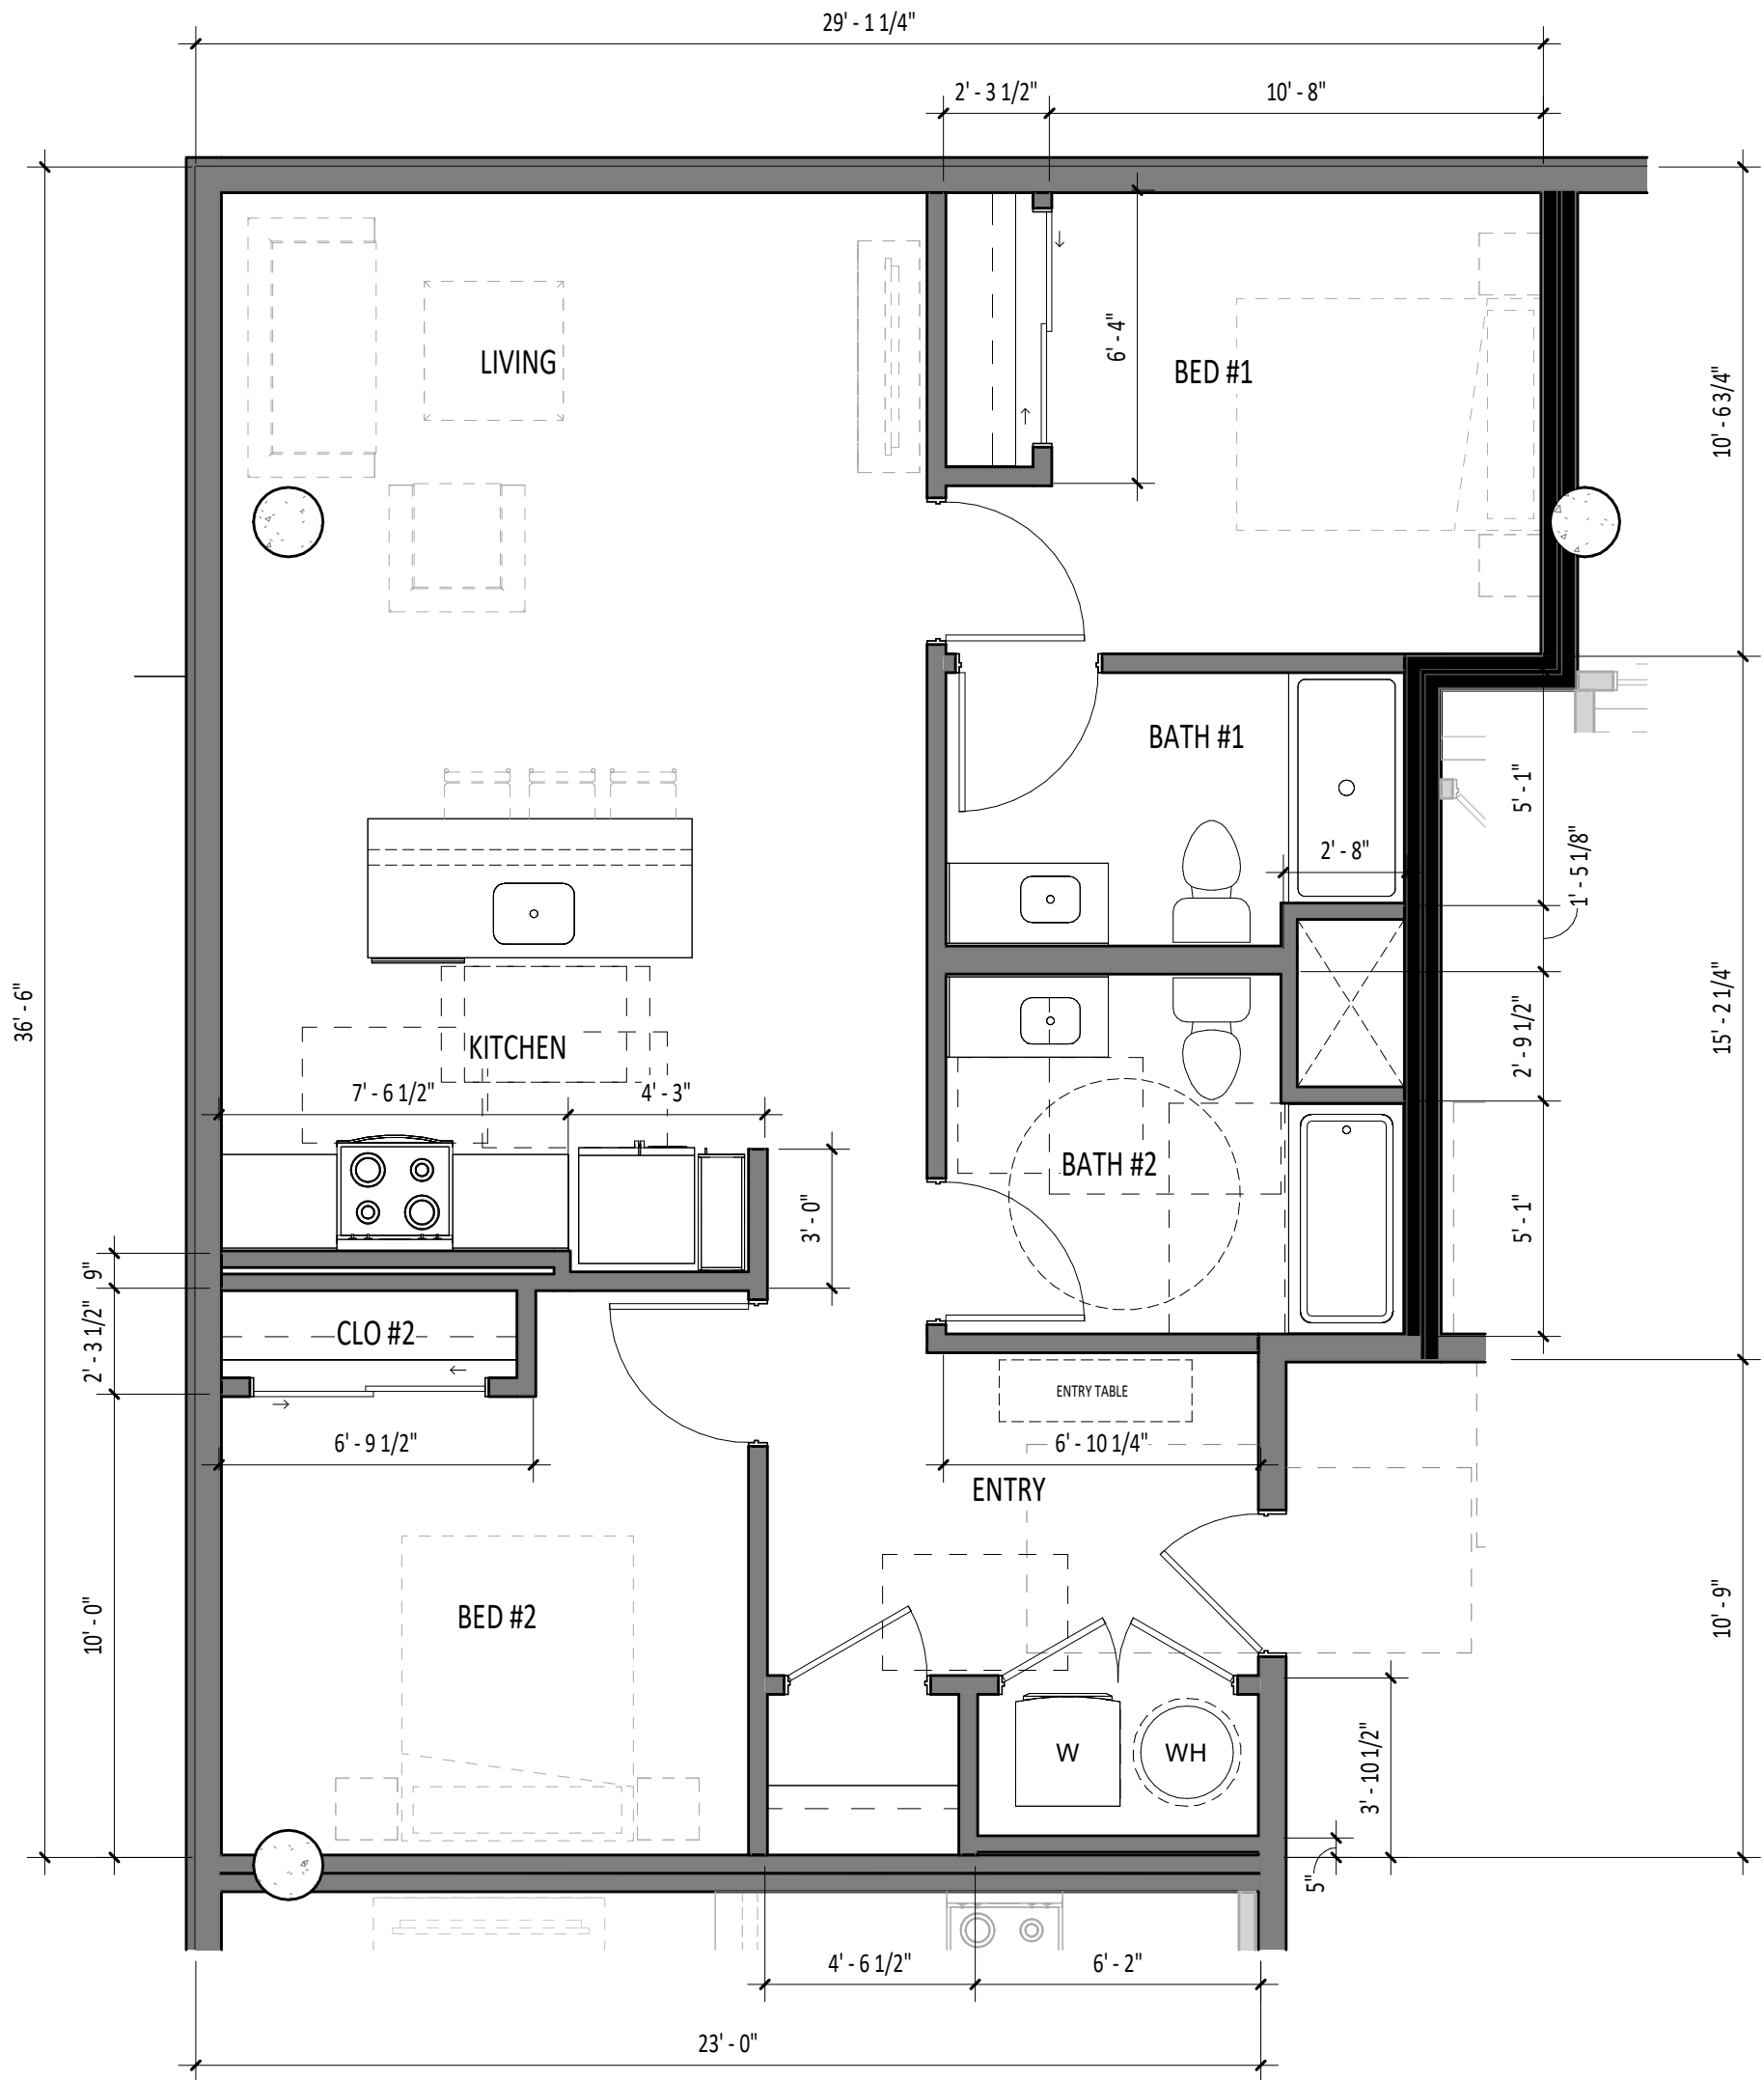 29' - 1 1/4"
2' - 3 1/2"
10' - 8"
LIVING
6' - 4"
BED #1
10' - 6 3/4"
BATH #1
5' - 1"
2' - 8"
1' - 5 1/8"
36' - 6"
KITCHEN
2' - 9 1/2"
15' - 2 1/4"
7' - 6 1/2"
4' - 3"
BATH #2
3' - 0"
5' - 1"
9"
2' - 3 1/2"
CLO #2
ENTRY TABLE
6' - 9 1/2"
6' - 10 1/4"
ENTRY
10' - 0"
BED #2
10' - 9"
W
WH
3' - 10 1/2"
5"
4' - 6 1/2"
6' - 2"
23' - 0"